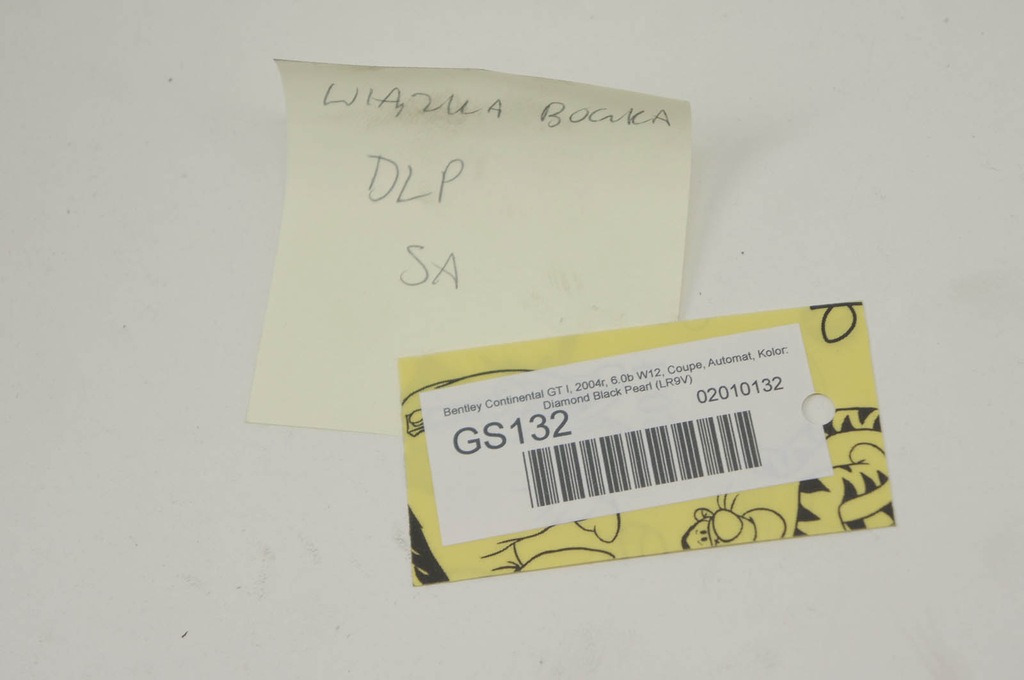 WIĄZKA BOCZKA
DLP
SA
Bentley Continental GT I, 2004r, 6.0b W12, Coupe, Automat, Kolor:
Diamond Black Pearl (LR9V)
GS132
02010132